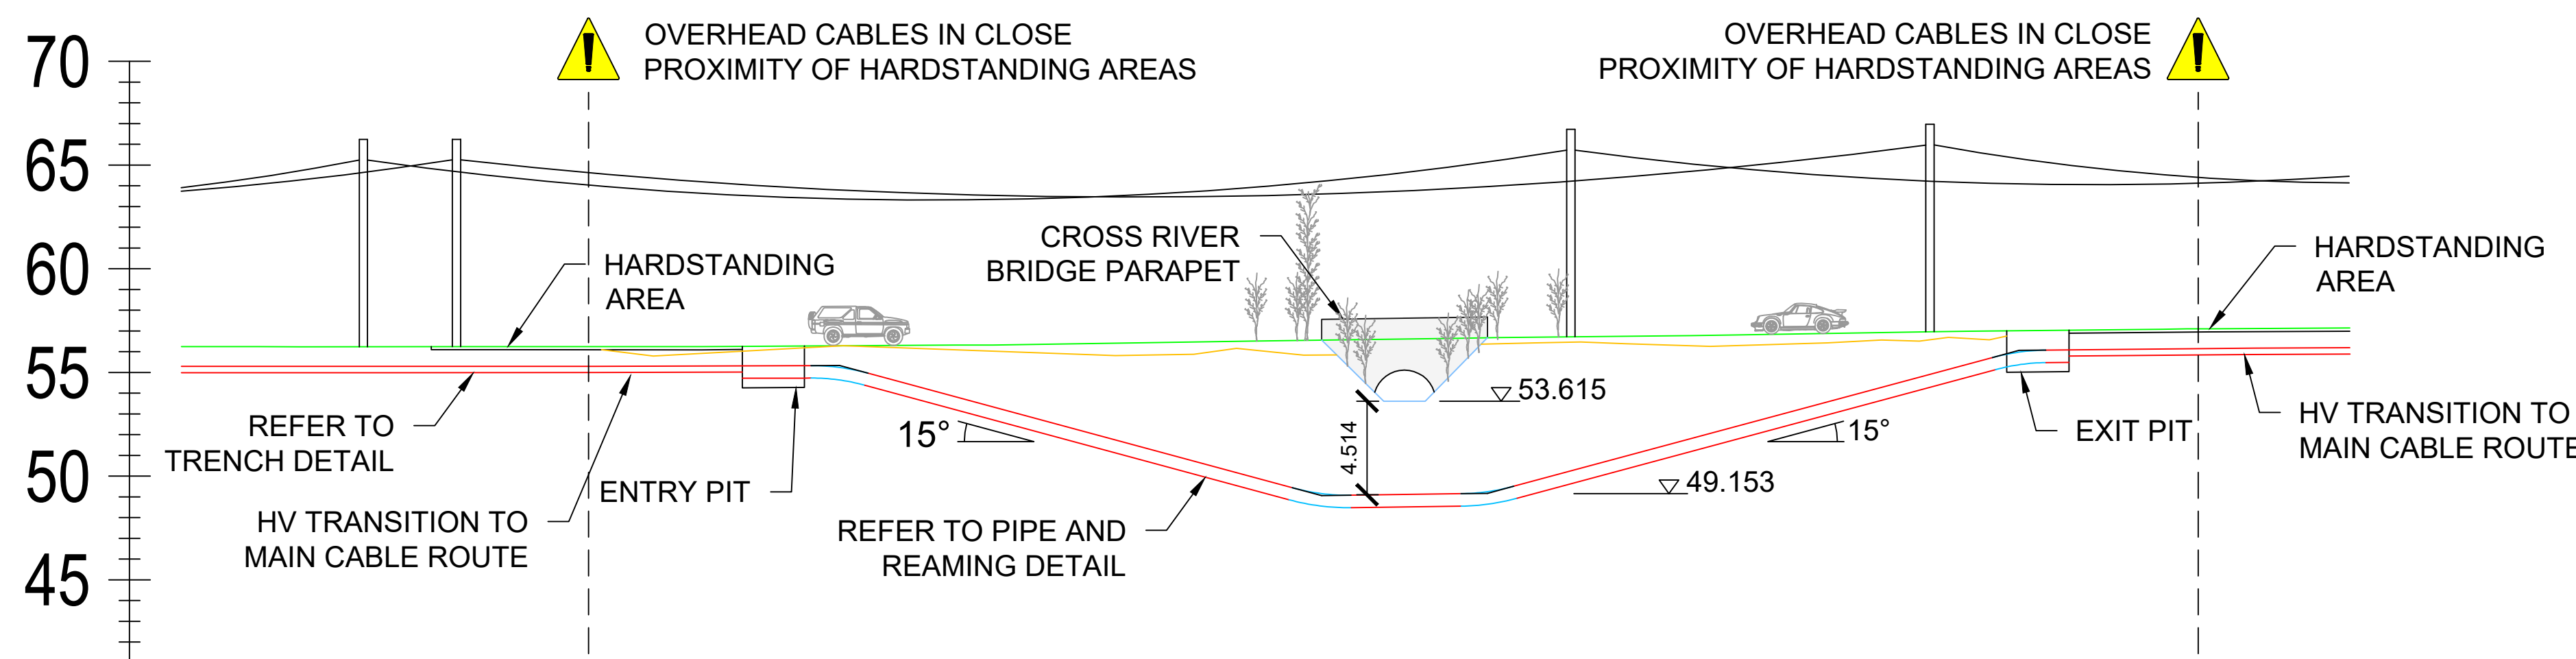 OVERHEAD CABLES IN CLOSE
PROXIMITY OF HARDSTANDING AREAS
OVERHEAD CABLES IN CLOSE
PROXIMITY OF HARDSTANDING AREAS
70
65
60
55
50
45
HARDSTANDING
AREA
CROSS RIVER
BRIDGE PARAPET
HARDSTANDING
AREA
53.615
4.514
15°
15°
49.153
REFER TO
TRENCH DETAIL
HV TRANSITION TO
MAIN CABLE ROUTE
ENTRY PIT
REFER TO PIPE AND
REAMING DETAIL
EXIT PIT
HV TRANSITION TO
MAIN CABLE ROUTE